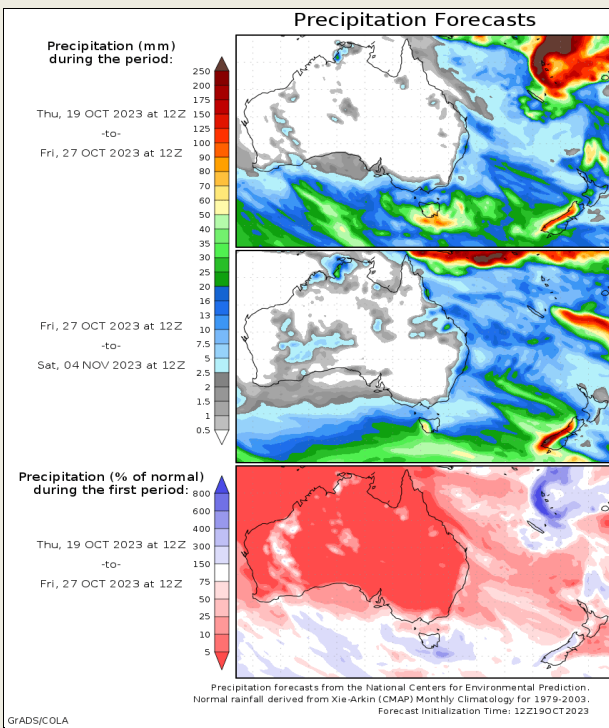 Precipitation Forecasts
Precipitation (mm)
during the period:
Thu, 19 OCT 2023 at 12Z
-to-
Fri, 27 OCT 2023 at 12Z
250
200
175
150
125
100
90
80
70
60
50
40
35
30
25
20
16
13
10
7.5
5
2.5
2
1.5
1
0.5
Fri, 27 OCT 2023 at 12Z
-to-
Sat, 04 NOV 2023 at 12Z
Precipitation (% of normal)
during the first period:
Thu, 19 OCT 2023 at 12Z
-to-
Fri, 27 OCT 2023 at 12Z
800
600
400
300
150
75
50
25
10
5
Precipitation forecasts from the National Centers for Environmental Prediction.
Normal rainfall derived from Xie-Arkin (CMAP) Monthly Climatology for 1979-2003.
Forecast Initialization Time: 12Z19OCT2023
GrADS/COLA